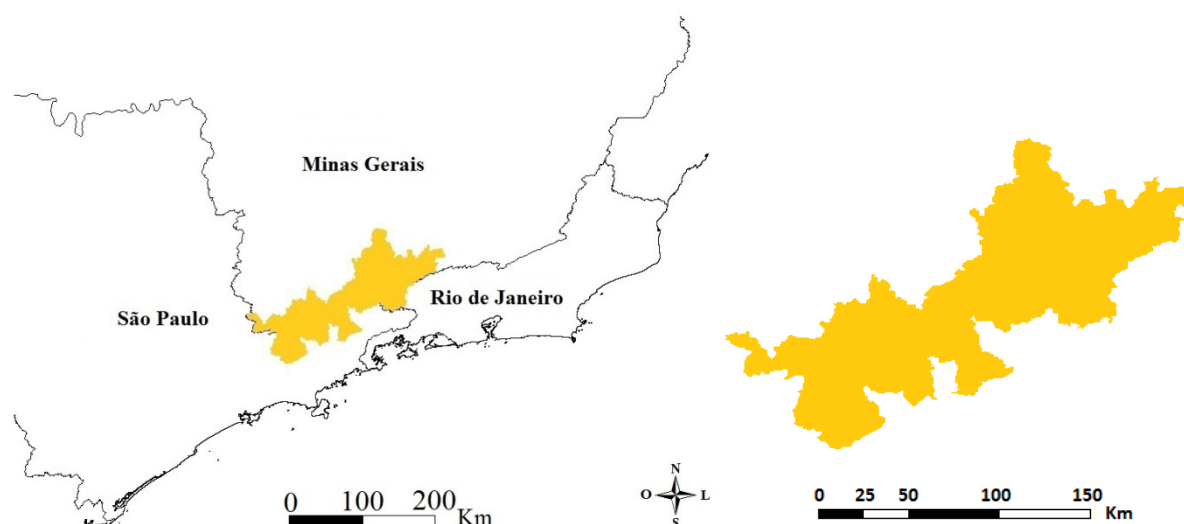 Minas Gerais
São Paulo
Rio de Janeiro
N
O L
S
0 100 200
Km
0 25 50 100 150
Km